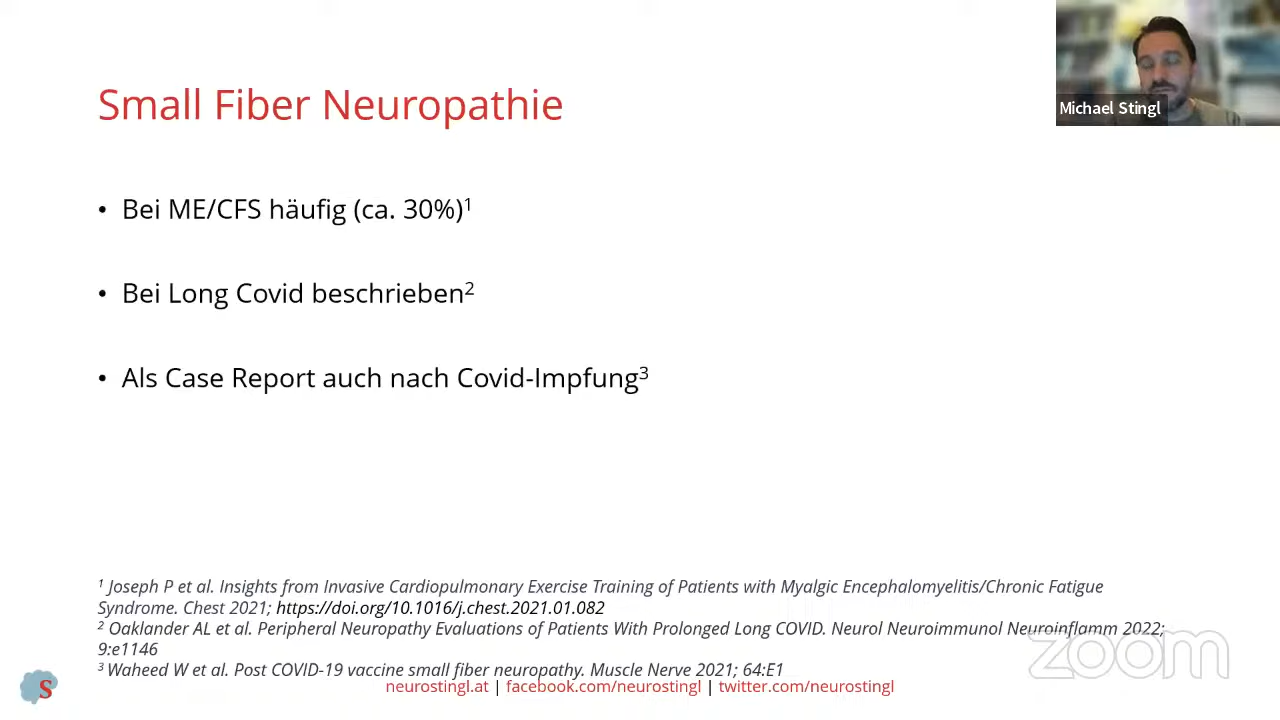 Michael Stingl
Small Fiber Neuropathie
• Bei ME/CFS häufig (ca. 30%)¹
• Bei Long Covid beschrieben²
• Als Case Report auch nach Covid-Impfung³
¹ Joseph P et al. Insights from Invasive Cardiopulmonary Exercise Training of Patients with Myalgic Encephalomyelitis/Chronic Fatigue
Syndrome. Chest 2021; https://doi.org/10.1016/j.chest.2021.01.082
² Oaklander AL et al. Peripheral Neuropathy Evaluations of Patients With Prolonged Long COVID. Neurol Neuroimmunol Neuroinflamm 2022;
9:e1146
³ Waheed W et al. Post COVID-19 vaccine small fiber neuropathy. Muscle Nerve 2021; 64:E1
zoom
S
neurostingl.at | facebook.com/neurostingl | twitter.com/neurostingl